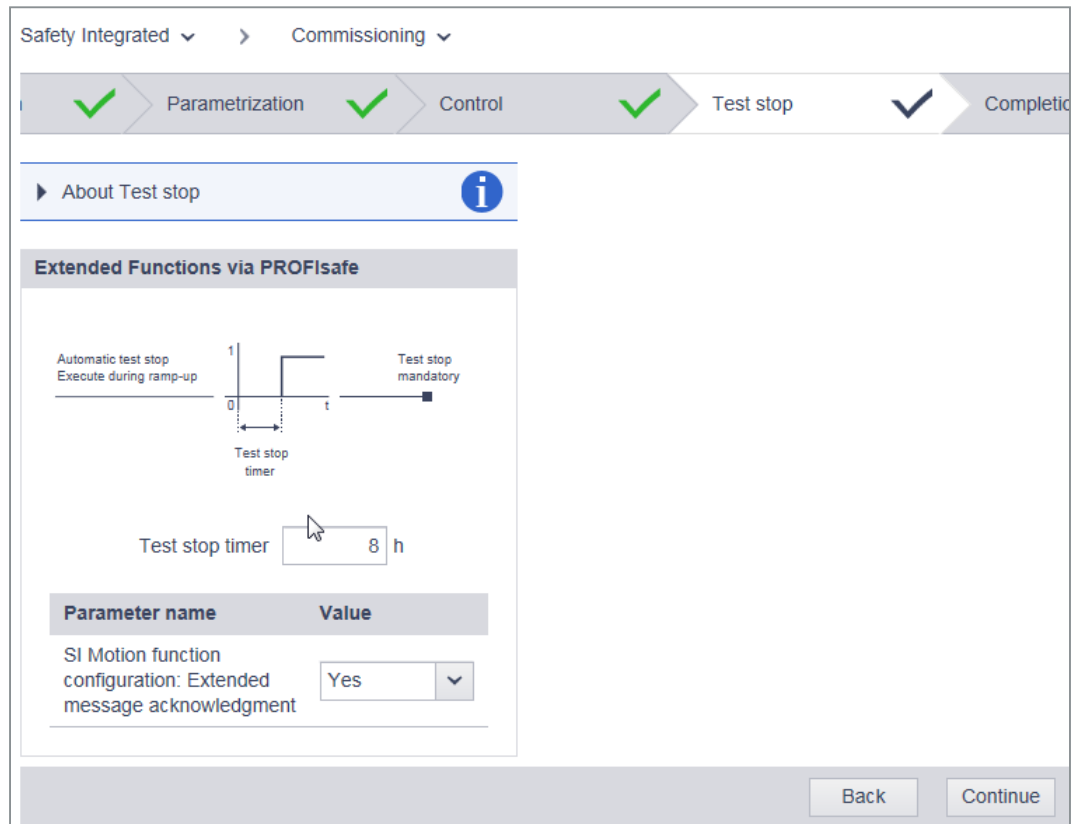 Safety Integrated > Commissioning
Parametrization Control Test stop
About Test stop
Extended Functions via PROFIsafe
Automatic test stop
Execute during ramp-up
1
0
t
Test stop
mandatory
Test stop
timer
Test stop timer 8 h
Parameter name Value
SI Motion function
configuration: Extended
message acknowledgment
Yes
Back Continue